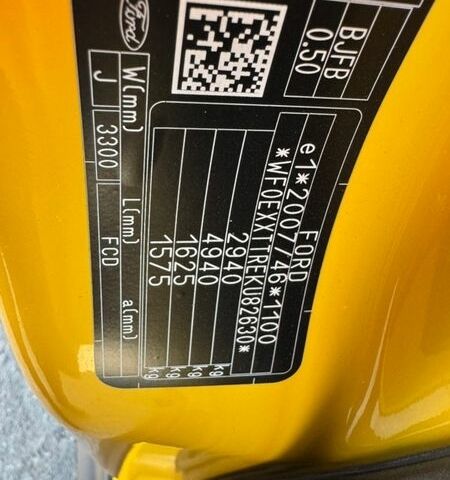 FORD
BJFB e1*2007/46*1100
0.50 *WF0EXXTTREKU82630*
2940 kg
4940 kg
1625 kg
1575 kg
Ford W(mm) L(mm) a(mm)
J 3300 FCD